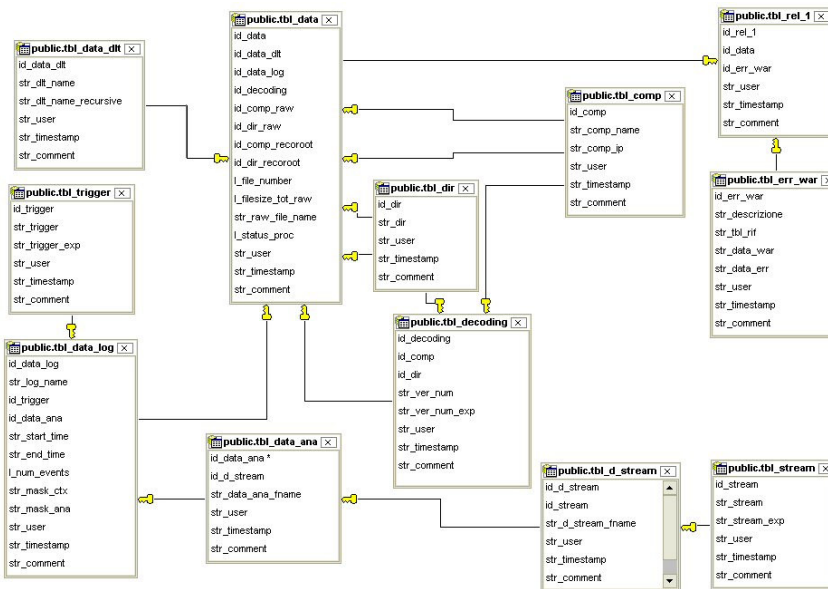 public.tbl_data
id_data
id_data_dlt
id_data_log
id_decoding
id_comp_raw
id_dir_raw
id_comp_recoroot
id_dir_recoroot
l_file_number
l_filesize_tot_raw
str_raw_file_name
l_status_proc
str_user
str_timestamp
str_comment
public.tbl_rel_1
id_rel_1
id_data
id_err_war
str_user
str_timestamp
str_comment
public.tbl_data_dlt
id_data_dlt
str_dlt_name
str_dlt_name_recursive
str_user
str_timestamp
str_comment
public.tbl_comp
id_comp
str_comp_name
str_comp_ip
str_user
str_timestamp
str_comment
public.tbl_trigger
id_trigger
str_trigger
str_trigger_exp
str_user
str_timestamp
str_comment
public.tbl_dir
id_dir
str_dir
str_user
str_timestamp
str_comment
public.tbl_err_war
id_err_war
str_descrizione
str_tbl_rif
str_data_war
str_data_err
str_user
str_timestamp
str_comment
public.tbl_decoding
id_decoding
id_comp
id_dir
str_ver_num
str_ver_num_exp
str_user
str_timestamp
str_comment
public.tbl_data_log
id_data_log
str_log_name
id_trigger
id_data_ana
str_start_time
str_end_time
l_num_events
str_mask_ctx
str_mask_ana
str_user
str_timestamp
str_comment
public.tbl_data_ana
id_data_ana *
id_d_stream
str_data_ana_fname
str_user
str_timestamp
str_comment
public.tbl_d_stream
id_d_stream
id_stream
str_d_stream_fname
str_user
str_timestamp
str_comment
public.tbl_stream
id_stream
str_stream
str_stream_exp
str_user
str_timestamp
str_comment